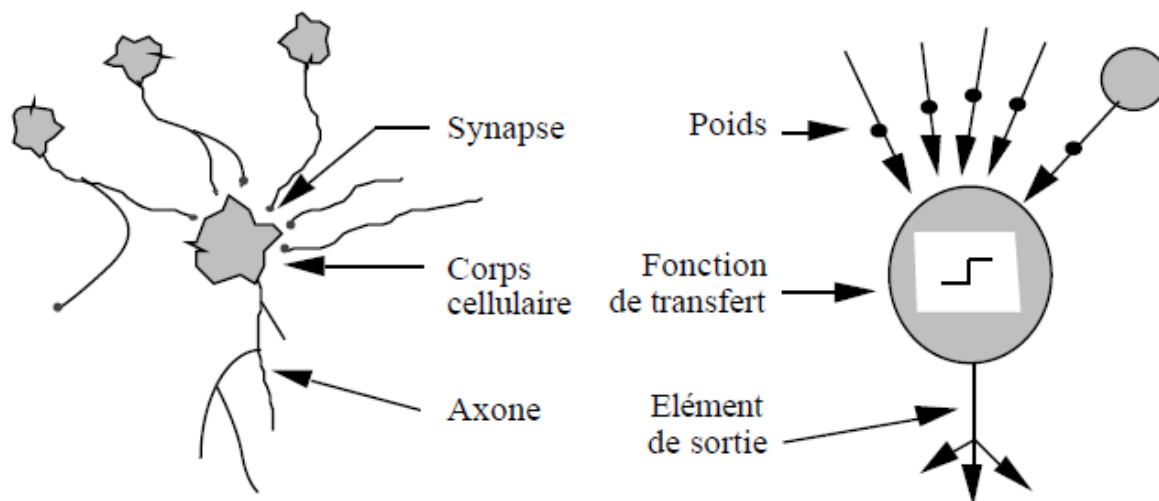 Synapse
Corps
cellulaire
Axone
Poids
Fonction
de transfert
Elément
de sortie